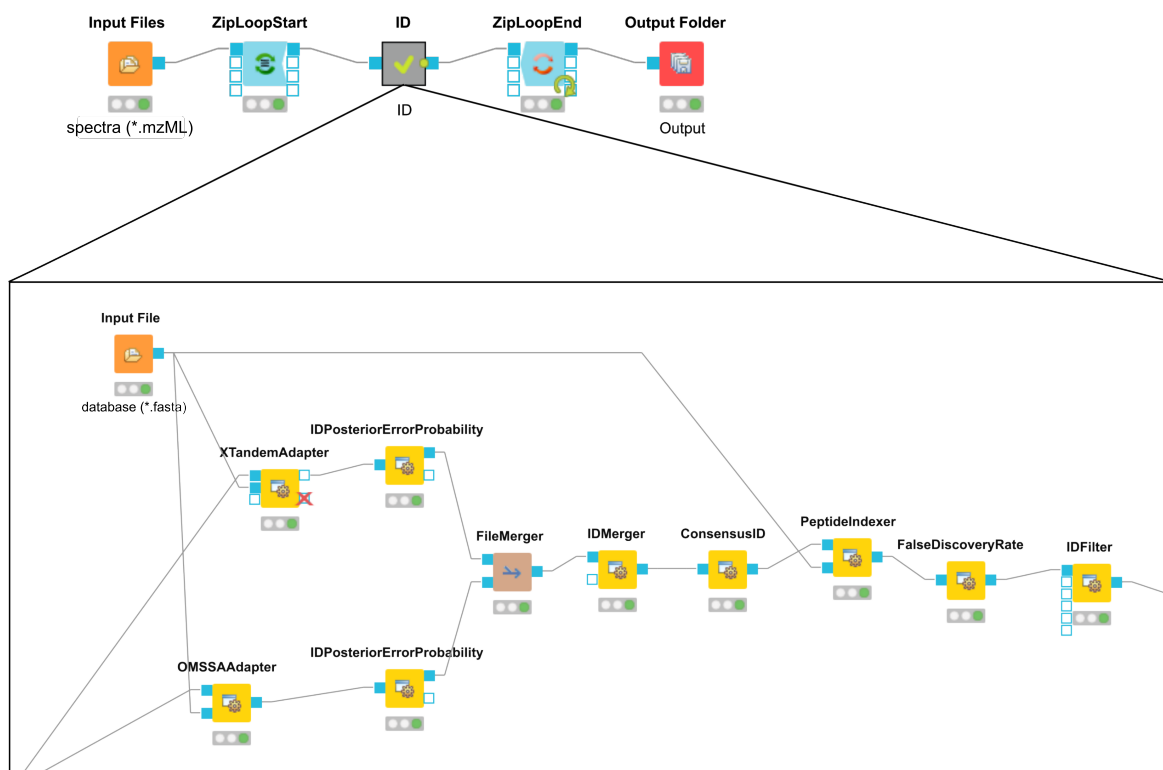 Input Files
ZipLoopStart
ID
ZipLoopEnd
Output Folder
spectra (*.mzML)
ID
Output
Input File
database (*.fasta)
IDPosteriorErrorProbability
XTandemAdapter
FileMerger
IDMerger
ConsensusID
PeptideIndexer
FalseDiscoveryRate
IDFilter
IDPosteriorErrorProbability
OMSSAAdapter